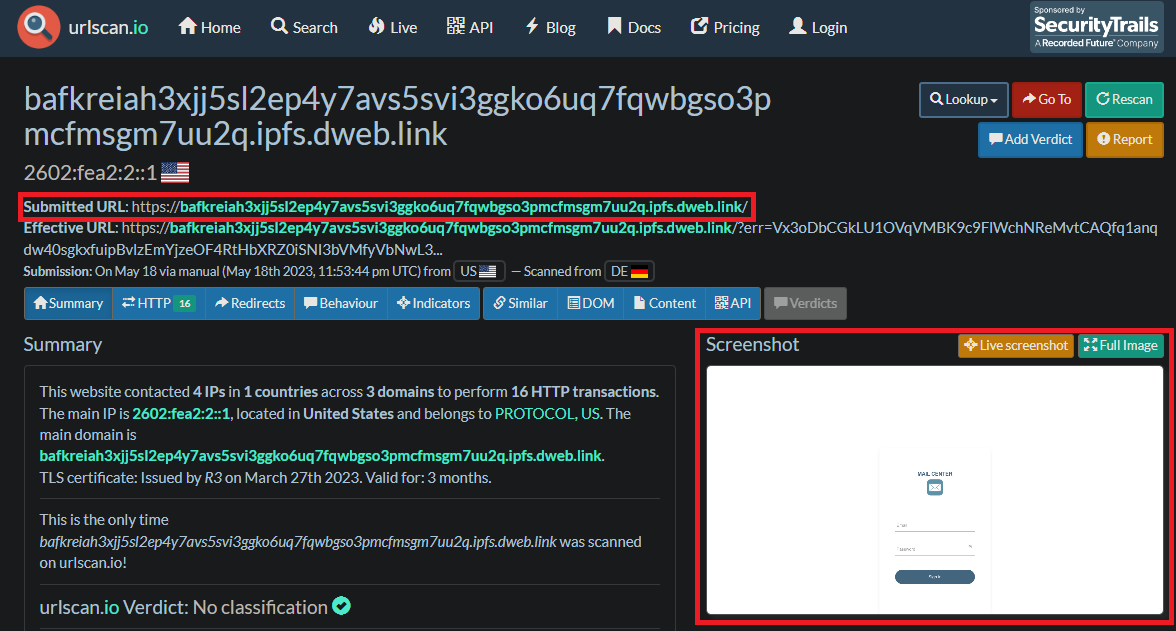 urlscan.io Home Search Live API Blog Docs Pricing Login
Sponsored by
SecurityTrails
A Recorded Future® Company
bafkreiah3xjj5sl2ep4y7avs5svi3ggko6uq7fqwbgso3p
mcfmsgm7uu2q.ipfs.dweb.link
Lookup Go To Rescan
Add Verdict Report
2602:fea2:2::1
Submitted URL: https://bafkreiah3xjj5sl2ep4y7avs5svi3ggko6uq7fqwbgso3pmcfmsgm7uu2q.ipfs.dweb.link/
Effective URL: https://bafkreiah3xjj5sl2ep4y7avs5svi3ggko6uq7fqwbgso3pmcfmsgm7uu2q.ipfs.dweb.link/?err=Vx3oDbCGkLU1OVqVMBK9c9FlWchNReMvtCAQfq1anq
dw40sgkxfuipBvlzEmYjzeOF4RtHbXRZ0iSNI3bVMfyVbNwL3...
Submission: On May 18 via manual (May 18th 2023, 11:53:44 pm UTC) from US — Scanned from DE
Summary HTTP 16 Redirects Behaviour Indicators Similar DOM Content API Verdicts
Summary
This website contacted 4 IPs in 1 countries across 3 domains to perform 16 HTTP transactions.
The main IP is 2602:fea2:2::1, located in United States and belongs to PROTOCOL, US. The
main domain is
bafkreiah3xjj5sl2ep4y7avs5svi3ggko6uq7fqwbgso3pmcfmsgm7uu2q.ipfs.dweb.link.
TLS certificate: Issued by R3 on March 27th 2023. Valid for: 3 months.
This is the only time
bafkreiah3xjj5sl2ep4y7avs5svi3ggko6uq7fqwbgso3pmcfmsgm7uu2q.ipfs.dweb.link was scanned
on urlscan.io!
urlscan.io Verdict: No classification
Screenshot Live screenshot Full Image
MAIL CENTER
Email
Password